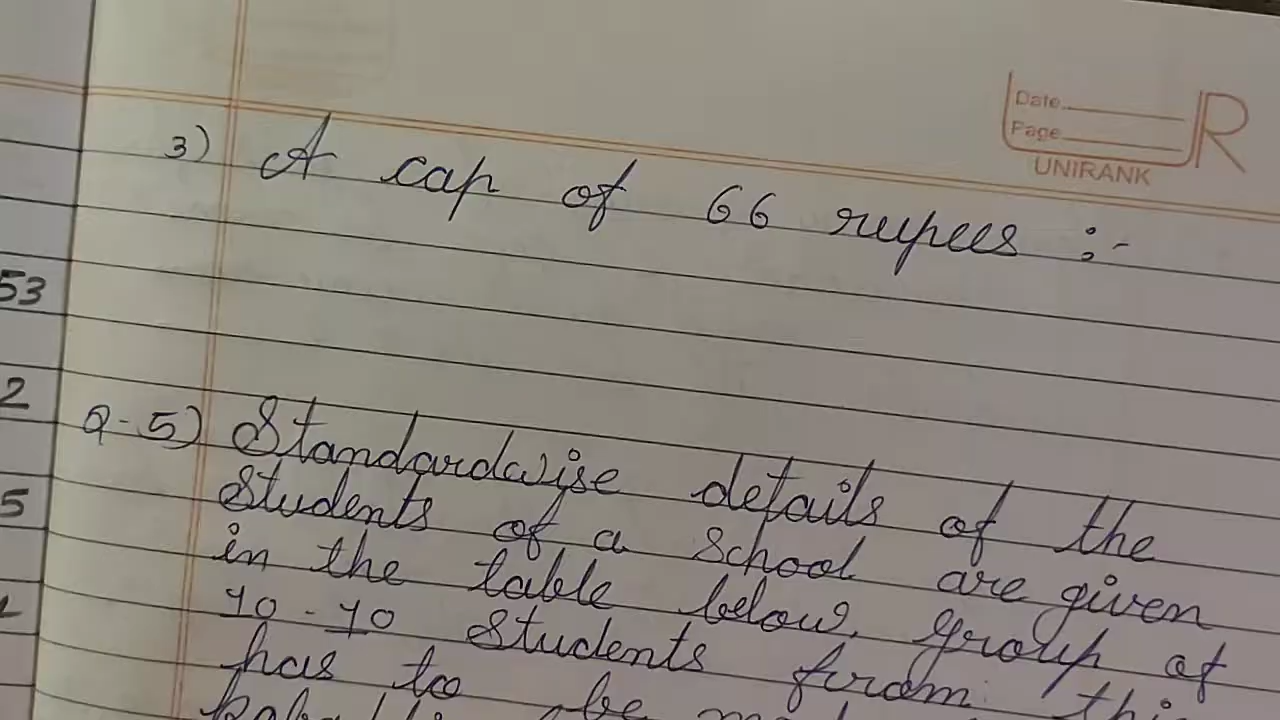 Date
Page
UNIRANK
R
3) A cap of 66 rupees :-
53
2
5
Q-5) Standardwise details of the
students of a school are given
in the table below. Group of
10-10 students from
has to be